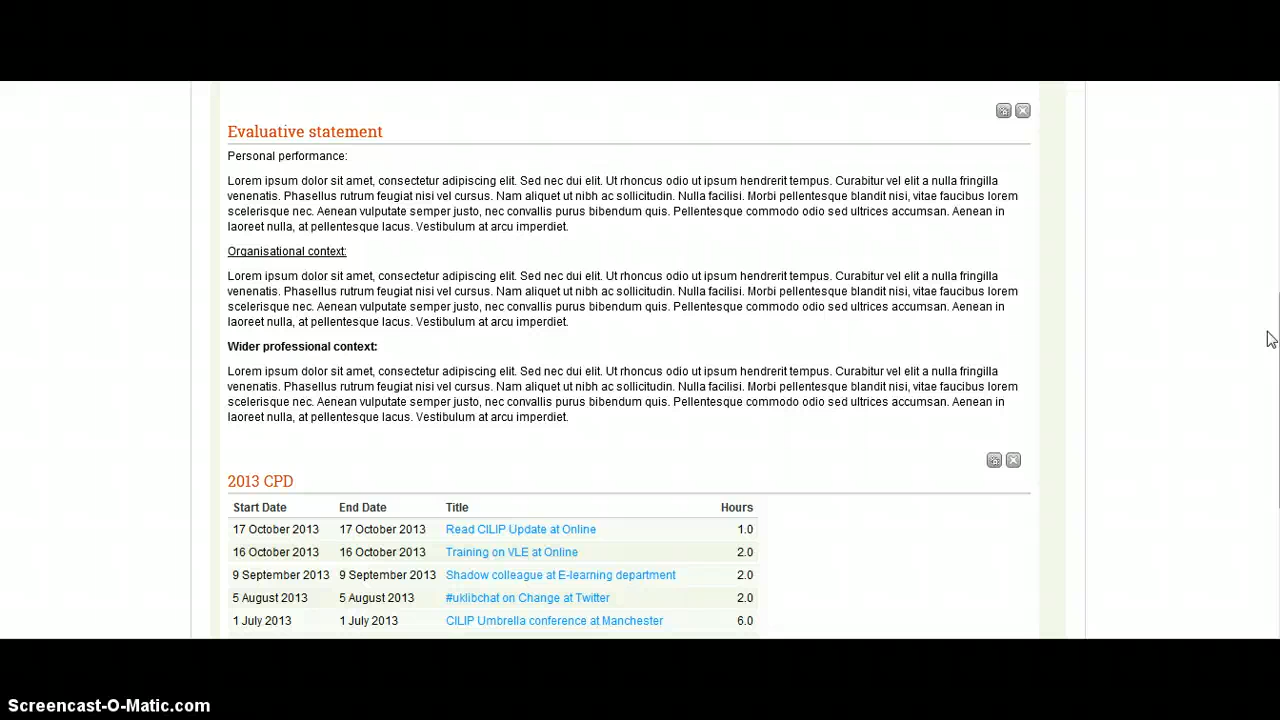 Evaluative statement
Personal performance:
Lorem ipsum dolor sit amet, consectetur adipiscing elit. Sed nec dui elit. Ut rhoncus odio ut ipsum hendrerit tempus. Curabitur vel elit a nulla fringilla
venenatis. Phasellus rutrum feugiat nisi vel cursus. Nam aliquet ut nibh ac sollicitudin. Nulla facilisi. Morbi pellentesque blandit nisi, vitae faucibus lorem
scelerisque nec. Aenean vulputate semper justo, nec convallis purus bibendum quis. Pellentesque commodo odio sed ultrices accumsan. Aenean in
laoreet nulla, at pellentesque lacus. Vestibulum at arcu imperdiet.
Organisational context:
Lorem ipsum dolor sit amet, consectetur adipiscing elit. Sed nec dui elit. Ut rhoncus odio ut ipsum hendrerit tempus. Curabitur vel elit a nulla fringilla
venenatis. Phasellus rutrum feugiat nisi vel cursus. Nam aliquet ut nibh ac sollicitudin. Nulla facilisi. Morbi pellentesque blandit nisi, vitae faucibus lorem
scelerisque nec. Aenean vulputate semper justo, nec convallis purus bibendum quis. Pellentesque commodo odio sed ultrices accumsan. Aenean in
laoreet nulla, at pellentesque lacus. Vestibulum at arcu imperdiet.
Wider professional context:
Lorem ipsum dolor sit amet, consectetur adipiscing elit. Sed nec dui elit. Ut rhoncus odio ut ipsum hendrerit tempus. Curabitur vel elit a nulla fringilla
venenatis. Phasellus rutrum feugiat nisi vel cursus. Nam aliquet ut nibh ac sollicitudin. Nulla facilisi. Morbi pellentesque blandit nisi, vitae faucibus lorem
scelerisque nec. Aenean vulputate semper justo, nec convallis purus bibendum quis. Pellentesque commodo odio sed ultrices accumsan. Aenean in
laoreet nulla, at pellentesque lacus. Vestibulum at arcu imperdiet.
2013 CPD
Start Date End Date Title Hours
17 October 2013 17 October 2013 Read CILIP Update at Online 1.0
16 October 2013 16 October 2013 Training on VLE at Online 2.0
9 September 2013 9 September 2013 Shadow colleague at E-learning department 2.0
5 August 2013 5 August 2013 #uklibchat on Change at Twitter 2.0
1 July 2013 1 July 2013 CILIP Umbrella conference at Manchester 6.0
Screencast-O-Matic.com